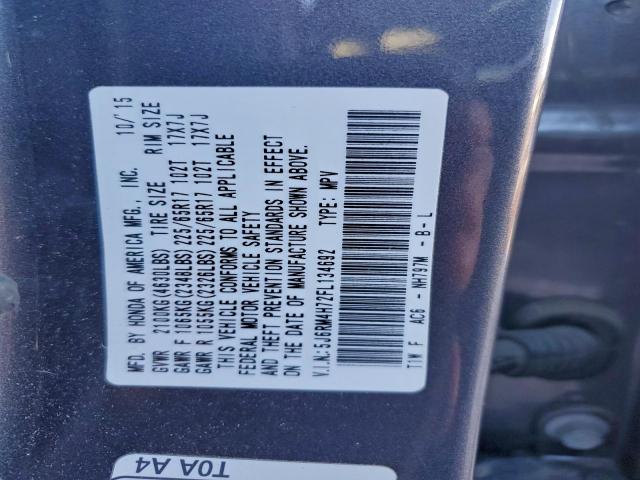 MFD. BY HONDA OF AMERICA MFG., INC. 10/'15
GVWR 2100KG(4630LBS) TIRE SIZE RIM SIZE
GAWR F 1065KG(2348LBS) 225/65R17 102T 17X7J
GAWR R 1055KG(2326LBS) 225/65R17 102T 17X7J
THIS VEHICLE CONFORMS TO ALL APPLICABLE
FEDERAL MOTOR VEHICLE SAFETY
AND THEFT PREVENTION STANDARDS IN EFFECT
ON THE DATE OF MANUFACTURE SHOWN ABOVE.
V.I.N:5J6RM4H72FL134692 TYPE: MPV
T1W F AC6 - NH797M - B - L
T0A A4